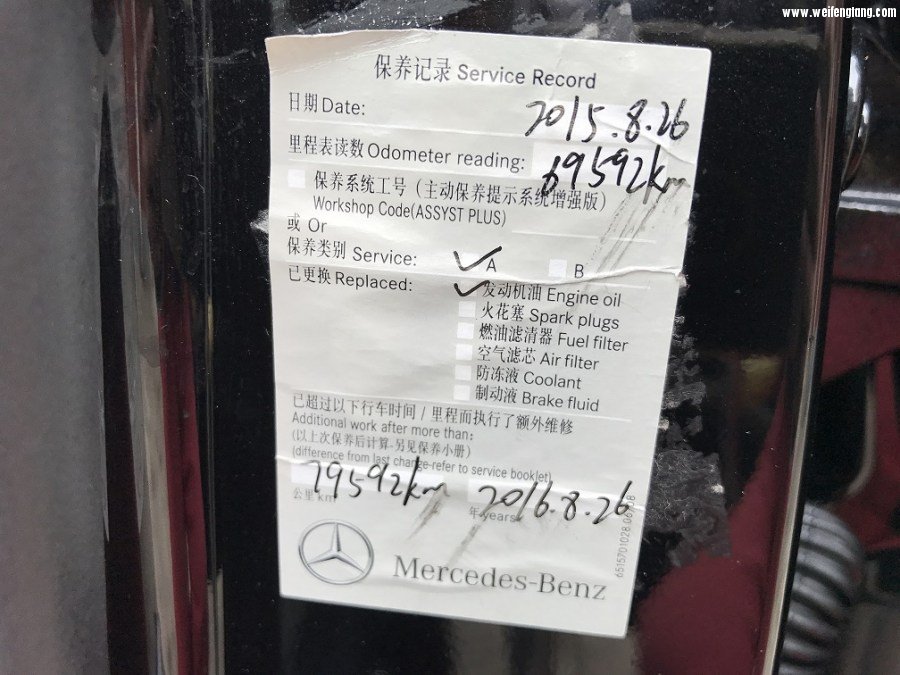 www.weifengtang.com
保养记录 Service Record
日期 Date: 2015.8.26
里程表读数 Odometer reading: 69592km
保养系统工号（主动保养提示系统增强版）
Workshop Code(ASSYST PLUS)
或 Or
保养类别 Service: ✓ A B
已更换 Replaced: ✓ 发动机油 Engine oil
火花塞 Spark plugs
燃油滤清器 Fuel filter
空气滤芯 Air filter
防冻液 Coolant
制动液 Brake fluid
已超过以下行车时间 / 里程而执行了额外维修
Additional work after more than:
(以上次保养后计算-另见保养小册)
(difference from last change-refer to service booklet)
79592km 2016.8.26
公里 km 年 years
Mercedes-Benz